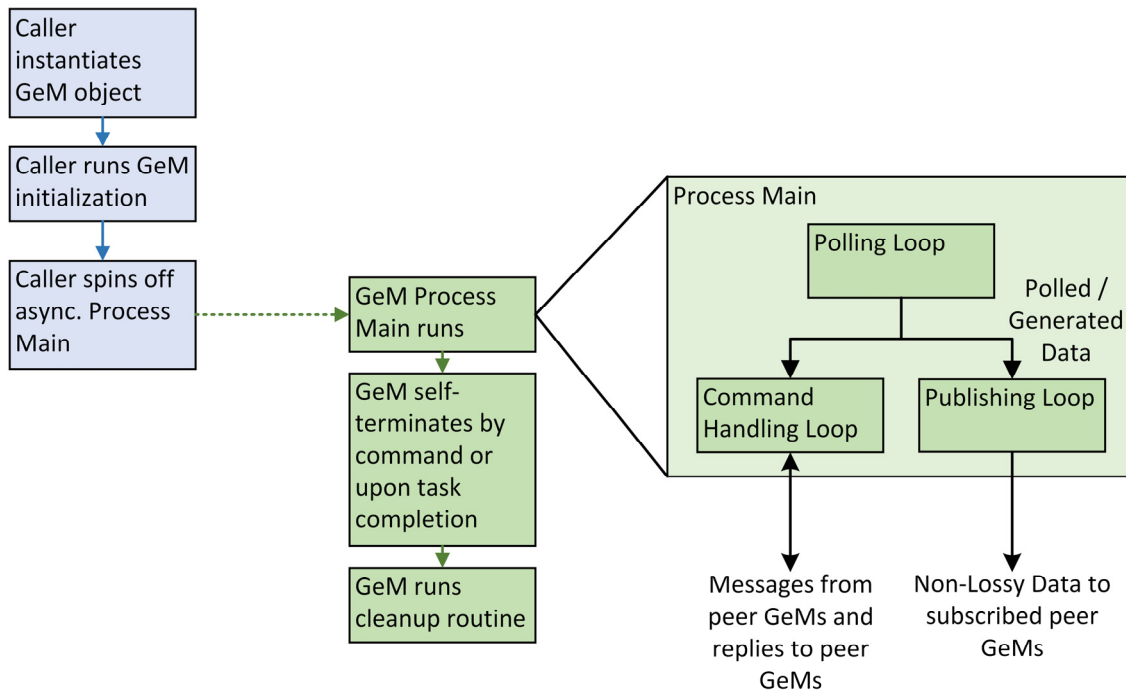 Caller
instantiates
GeM object
Caller runs GeM
initialization
Caller spins off
async. Process
Main
GeM Process
Main runs
GeM self-
terminates by
command or
upon task
completion
GeM runs
cleanup routine
Process Main
Polling Loop
Polled /
Generated
Data
Command
Handling Loop
Publishing Loop
Messages from
peer GeMs and
replies to peer
GeMs
Non-Lossy Data to
subscribed peer
GeMs